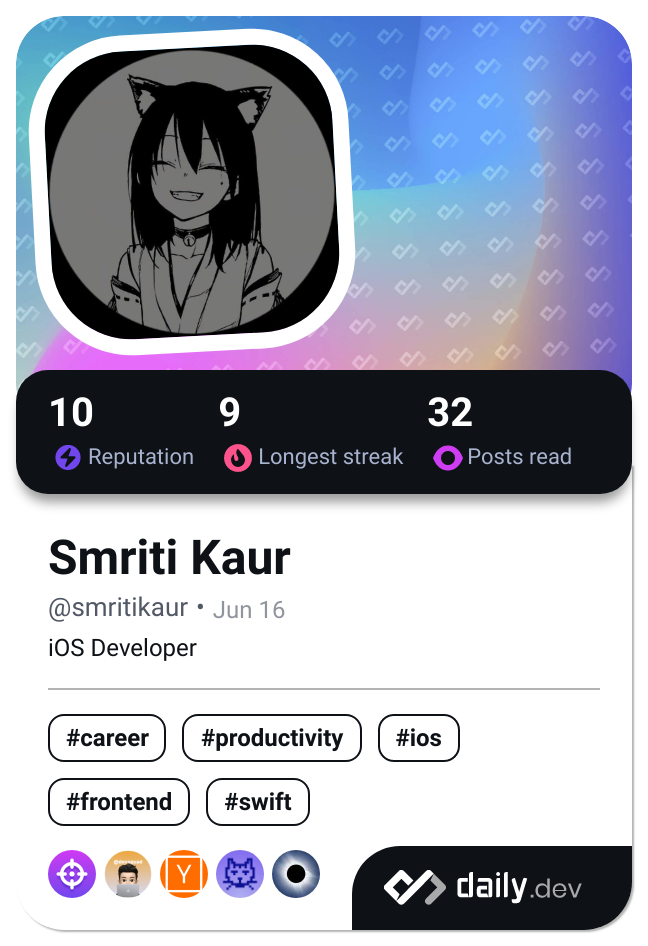 10 9 32
Reputation Longest streak Posts read
Smriti Kaur
@smritikaur • Jun 16
iOS Developer
#career #productivity #ios
#frontend #swift
Y
daily.dev